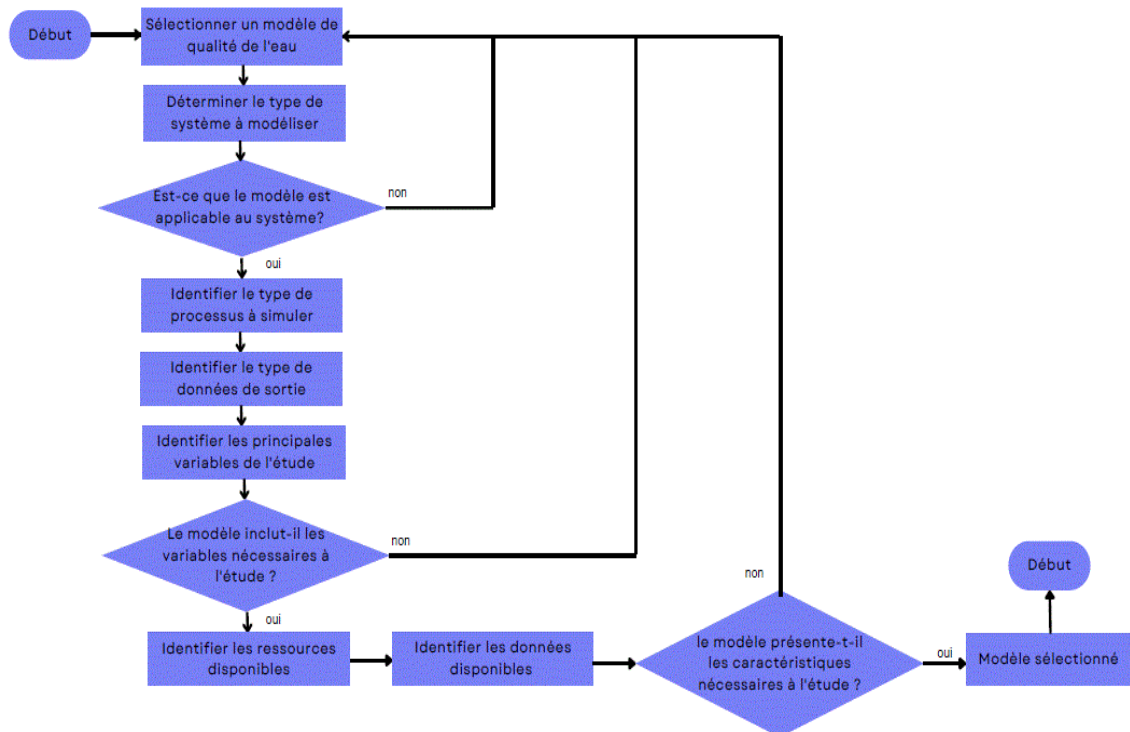 Début
Sélectionner un modèle de
qualité de l'eau
Déterminer le type de
système à modéliser
Est-ce que le modèle est
applicable au système?
non
oui
Identifier le type de
processus à simuler
Identifier le type de
données de sortie
Identifier les principales
variables de l'étude
Le modèle inclut-il les
variables nécessaires à
l'étude ?
non
oui
Identifier les ressources
disponibles
Identifier les données
disponibles
non
le modèle présente-t-il
les caractéristiques
nécessaires à l'étude ?
oui
Modèle sélectionné
Début